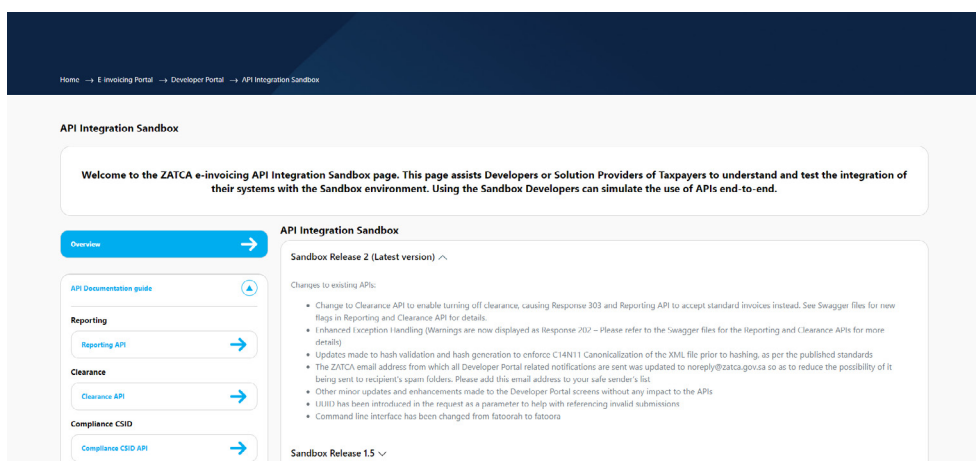 Home → E invoicing Portal → Developer Portal → API Integration Sandbox
API Integration Sandbox
Welcome to the ZATCA e-invoicing API Integration Sandbox page. This page assists Developers or Solution Providers of Taxpayers to understand and test the integration of
their systems with the Sandbox environment. Using the Sandbox Developers can simulate the use of APIs end-to-end.
Overview
API Documentation guide
Reporting
Reporting API
Clearance
Clearance API
Compliance CSID
Compliance CSID API
API Integration Sandbox
Sandbox Release 2 (Latest version)
Changes to existing APIs:
• Change to Clearance API to enable turning off clearance, causing Response 303 and Reporting API to accept standard invoices instead. See Swagger files for new
flags in Reporting and Clearance API for details.
• Enhanced Exception Handling (Warnings are now displayed as Response 202 – Please refer to the Swagger files for the Reporting and Clearance APIs for more
details)
• Updates made to hash validation and hash generation to enforce C14N11 Canonicalization of the XML file prior to hashing, as per the published standards
• The ZATCA email address from which all Developer Portal related notifications are sent was updated to noreply@zatca.gov.sa so as to reduce the possibility of it
being sent to recipient's spam folders. Please add this email address to your safe sender's list
• Other minor updates and enhancements made to the Developer Portal screens without any impact to the APIs
• UUID has been introduced in the request as a parameter to help with referencing invalid submissions
• Command line interface has been changed from fatoorah to fatoora
Sandbox Release 1.5